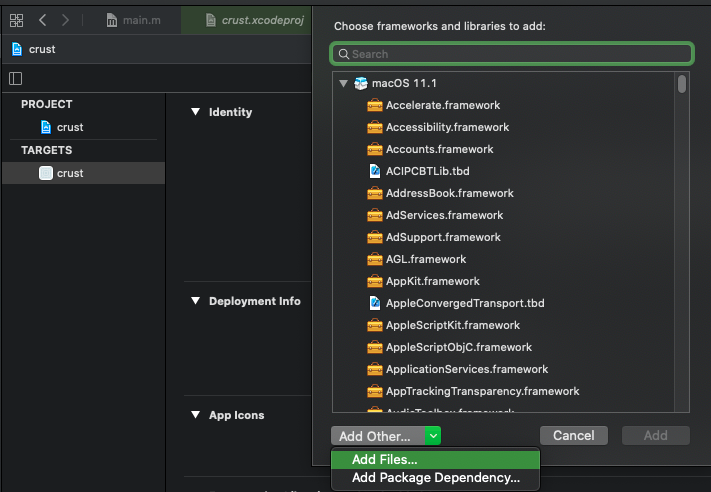 main.m
crust.xcodeproj
crust
PROJECT
crust
TARGETS
crust
Identity
Deployment Info
App Icons
Choose frameworks and libraries to add:
Search
macOS 11.1
Accelerate.framework
Accessibility.framework
Accounts.framework
ACIPCBTLib.tbd
AddressBook.framework
AdServices.framework
AdSupport.framework
AGL.framework
AppKit.framework
AppleConvergedTransport.tbd
AppleScriptKit.framework
AppleScriptObjC.framework
ApplicationServices.framework
AppTrackingTransparency.framework
Add Other...
Cancel
Add
Add Files...
Add Package Dependency...